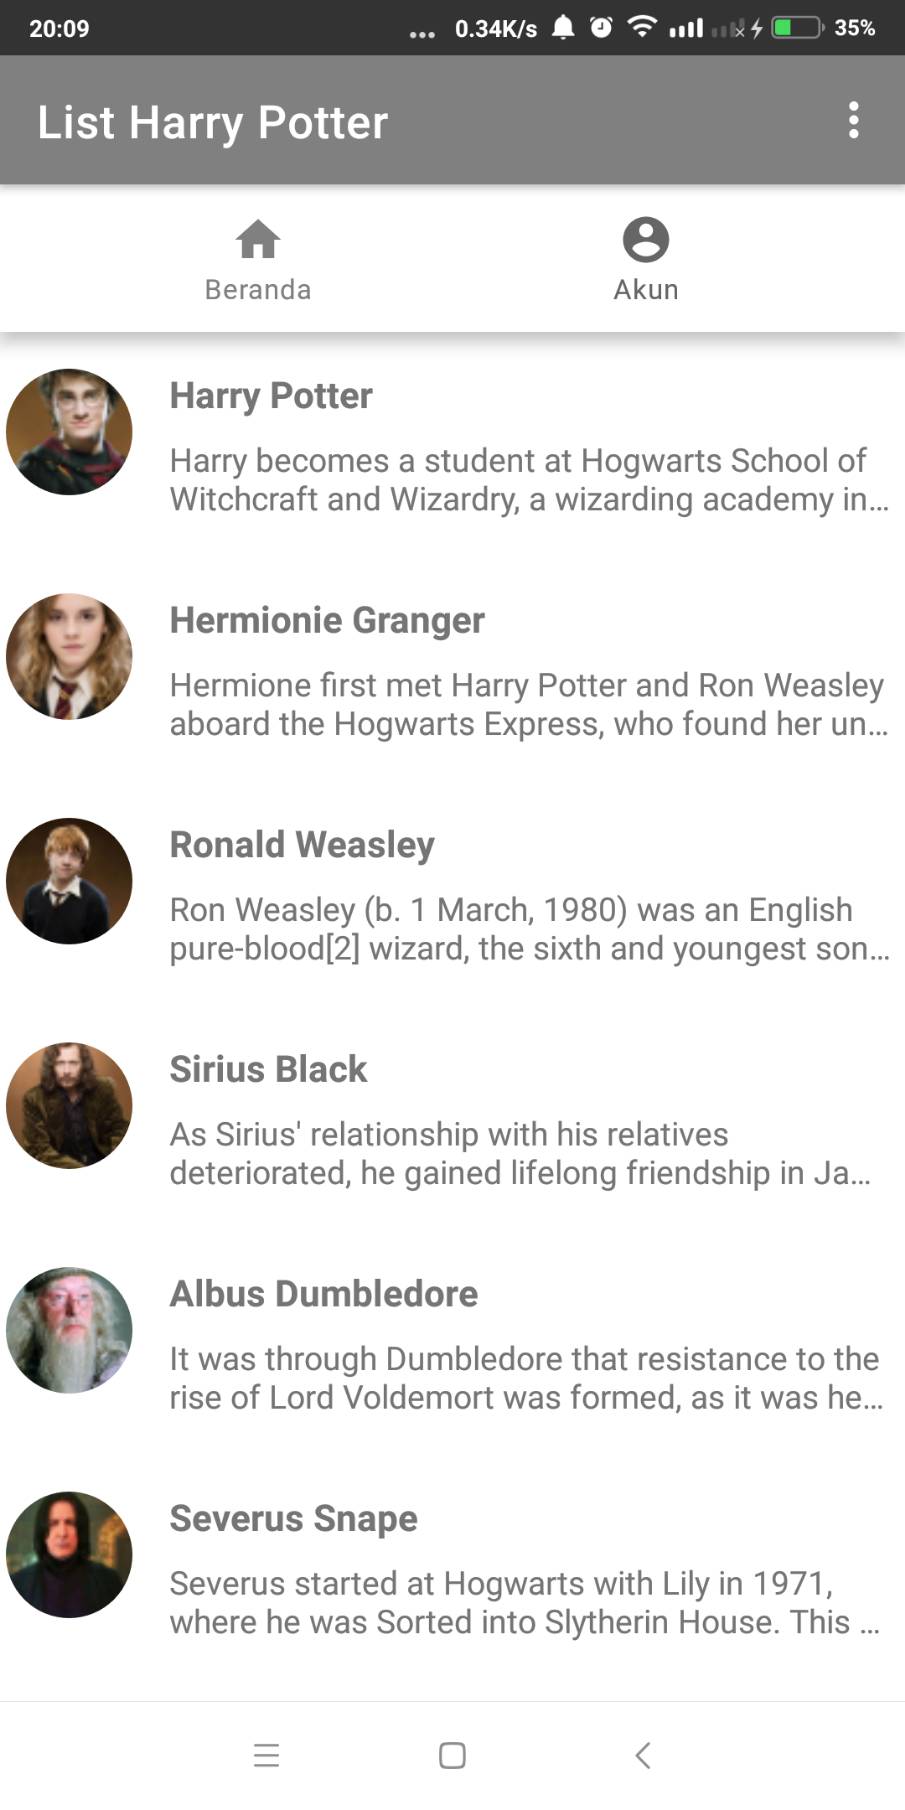 20:09 ... 0.34K/s 35%
List Harry Potter
Beranda Akun
Harry Potter
Harry becomes a student at Hogwarts School of
Witchcraft and Wizardry, a wizarding academy in...
Hermionie Granger
Hermione first met Harry Potter and Ron Weasley
aboard the Hogwarts Express, who found her un...
Ronald Weasley
Ron Weasley (b. 1 March, 1980) was an English
pure-blood[2] wizard, the sixth and youngest son...
Sirius Black
As Sirius' relationship with his relatives
deteriorated, he gained lifelong friendship in Ja...
Albus Dumbledore
It was through Dumbledore that resistance to the
rise of Lord Voldemort was formed, as it was he...
Severus Snape
Severus started at Hogwarts with Lily in 1971,
where he was Sorted into Slytherin House. This ...